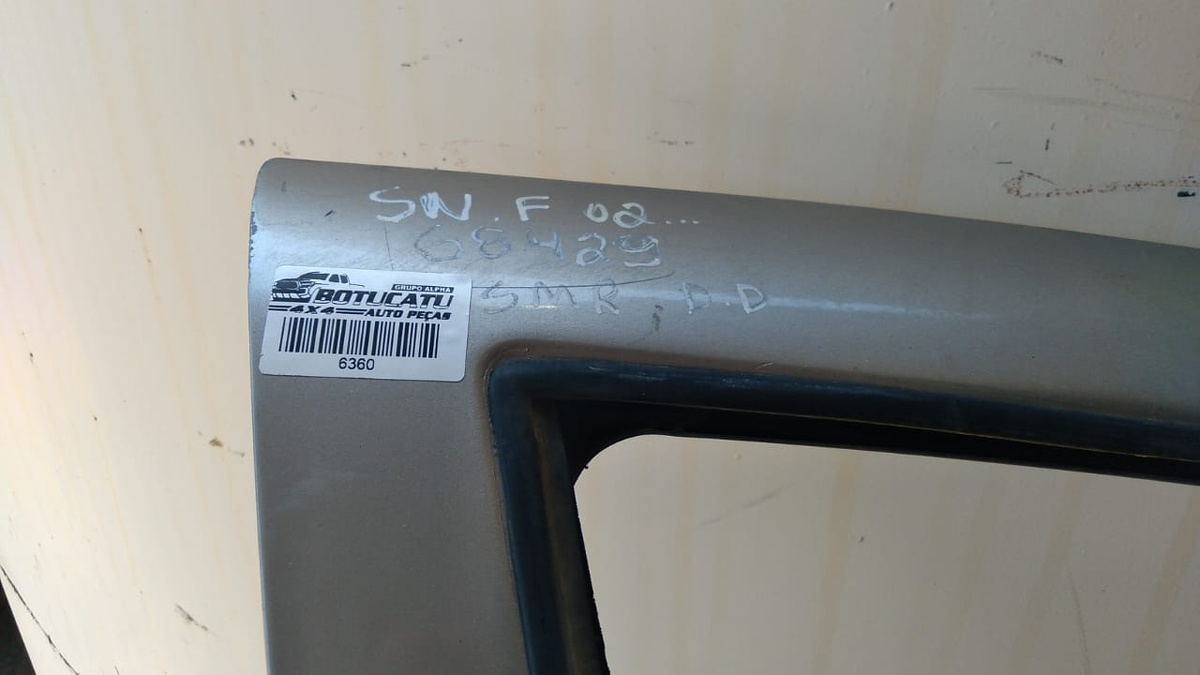 SN.F 02...
68429
SMR, D.D
GRUPO ALPHA
BOTUCATU
4X4 AUTO PEÇAS
6360